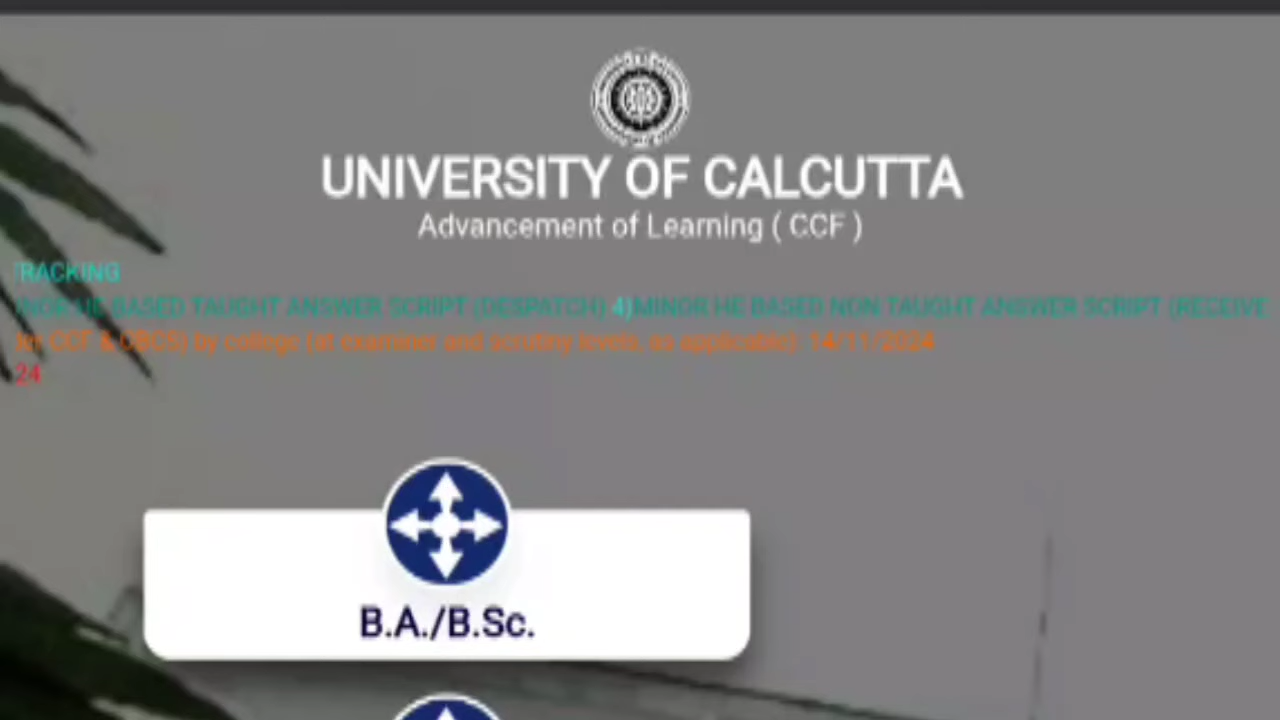 UNIVERSITY OF CALCUTTA
Advancement of Learning ( CCF )
TRACKING
INOR HE BASED TAUGHT ANSWER SCRIPT (DESPATCH) 4)MINOR HE BASED NON TAUGHT ANSWER SCRIPT (RECEIVE
for CCF & CBCS) by college (at examiner and scrutiny levels, as applicable): 14/11/2024
24
B.A./B.Sc.